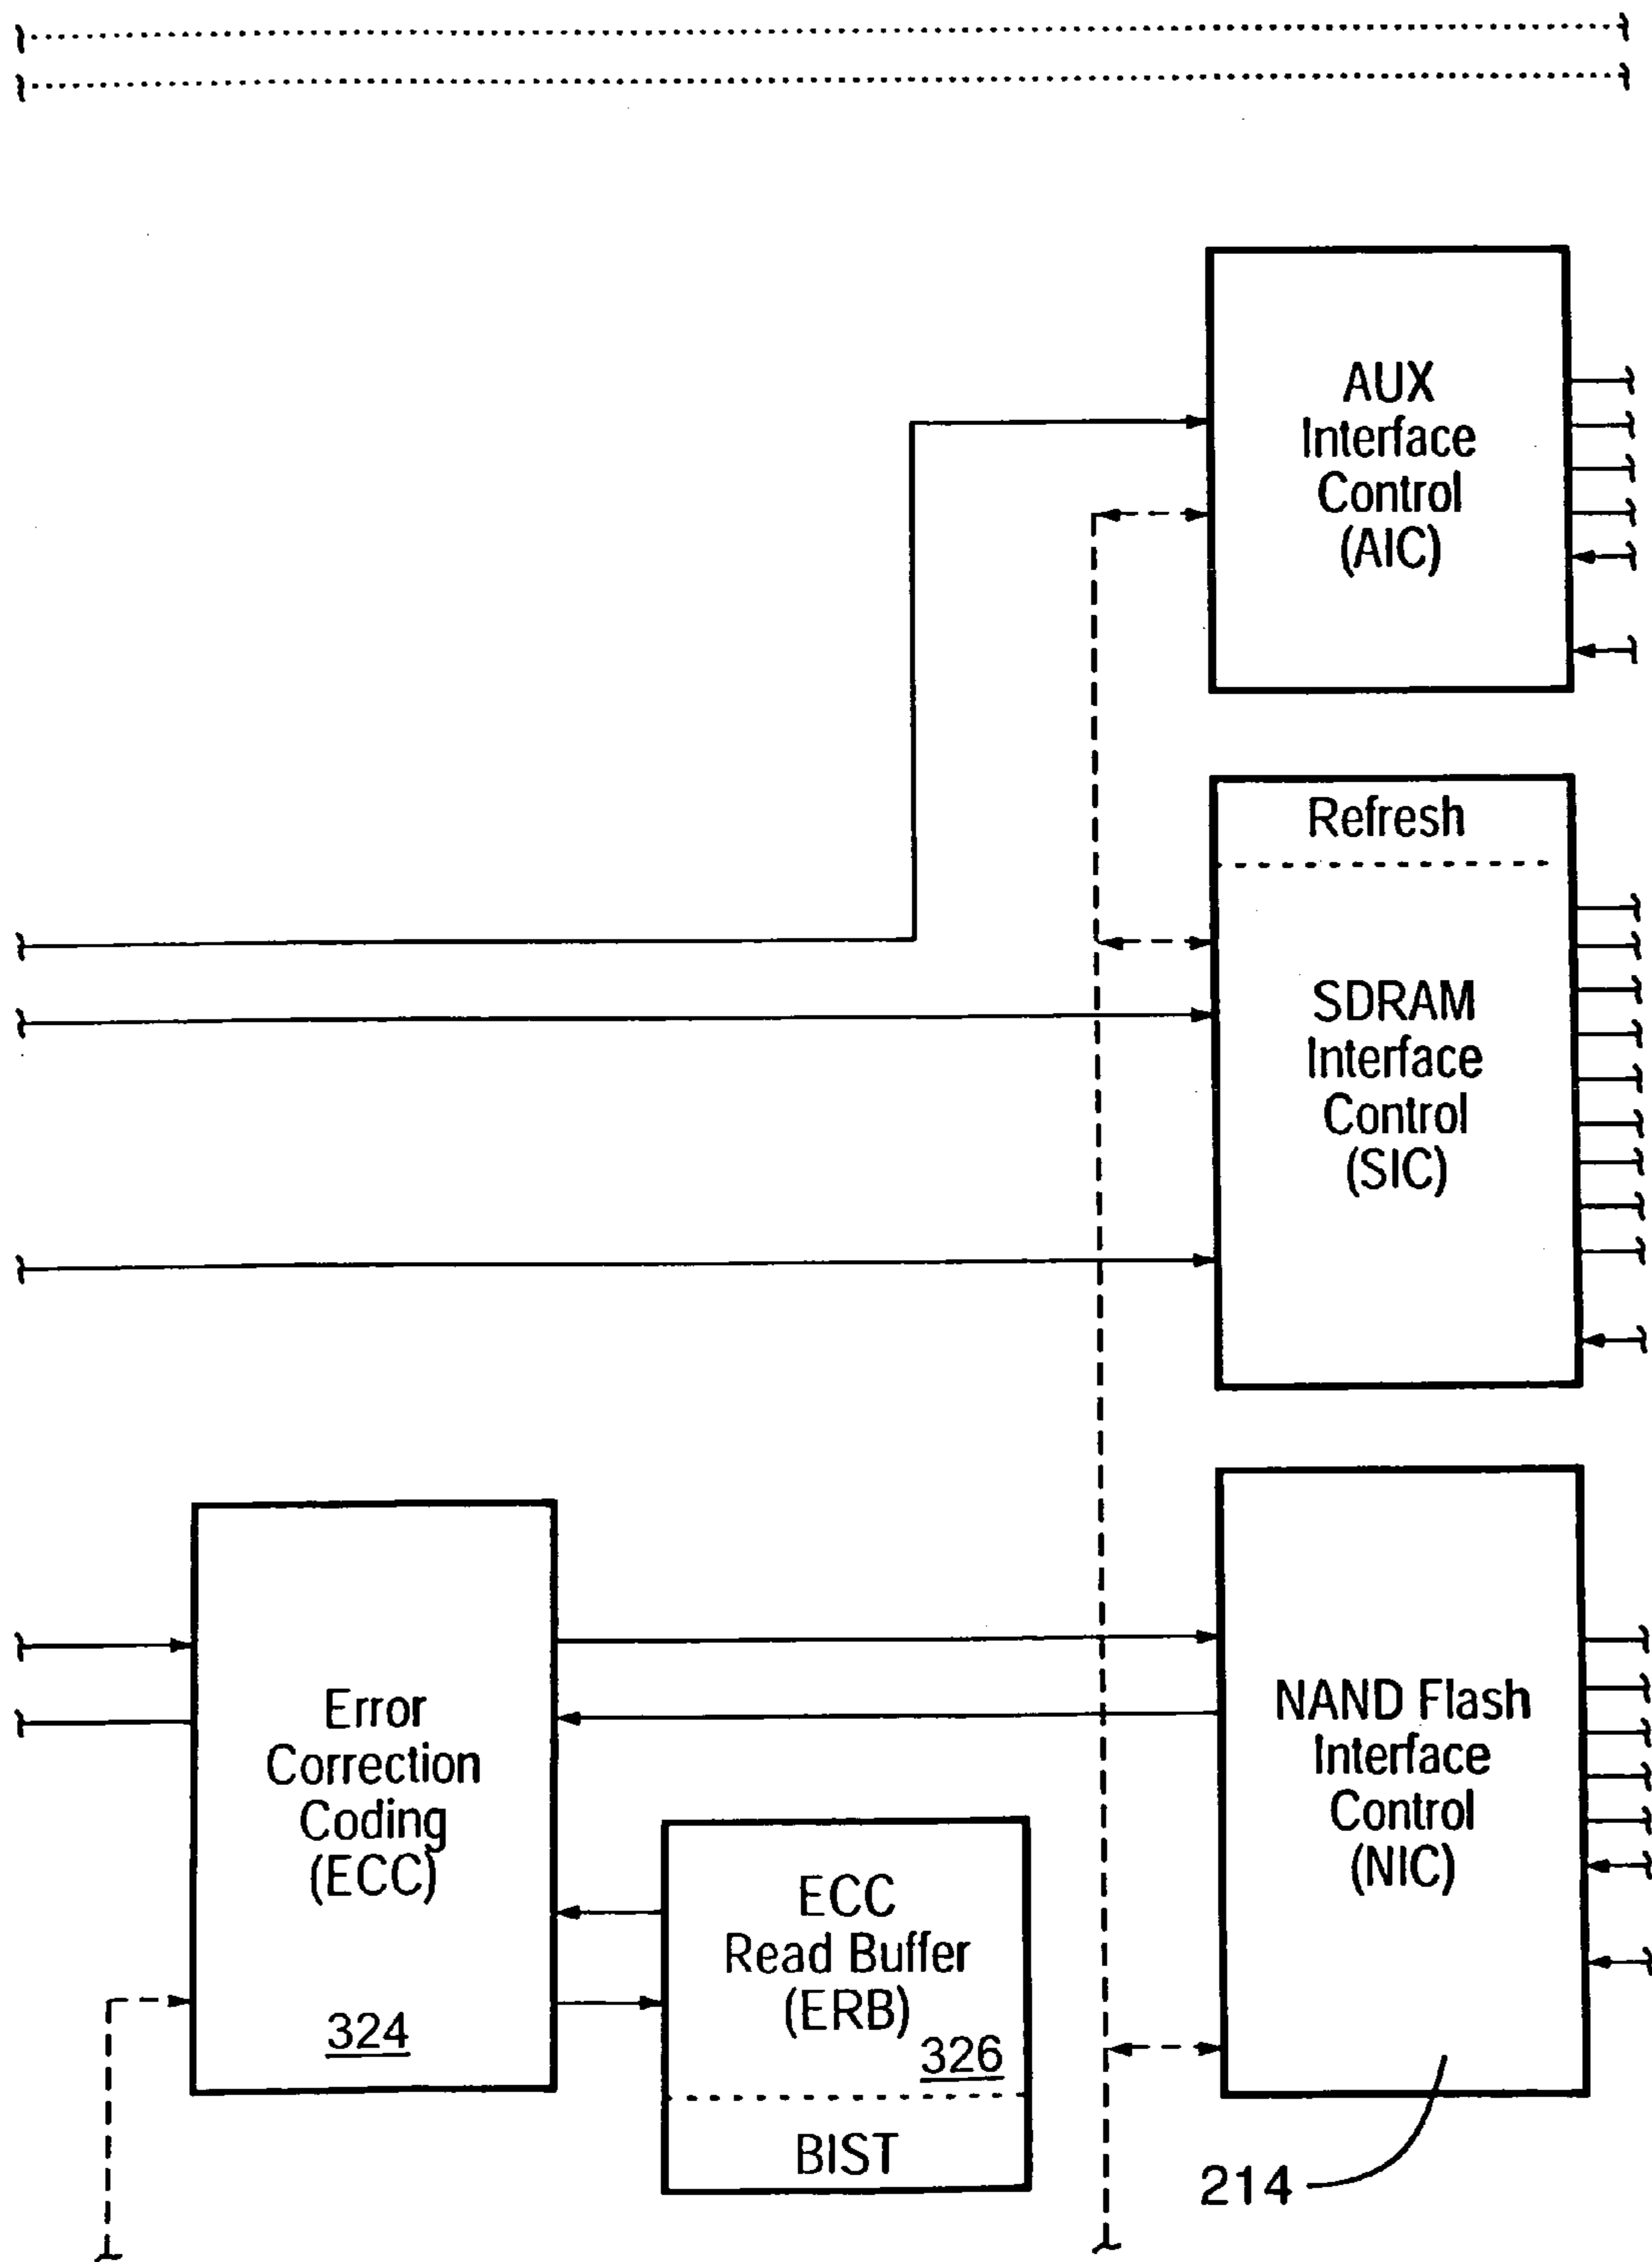 AUX
Interface
Control
(AIC)
Refresh
SDRAM
Interface
Control
(SIC)
Error
Correction
Coding
(ECC)
324
ECC
Read Buffer
(ERB)
326
BIST
NAND Flash
Interface
Control
(NIC)
214